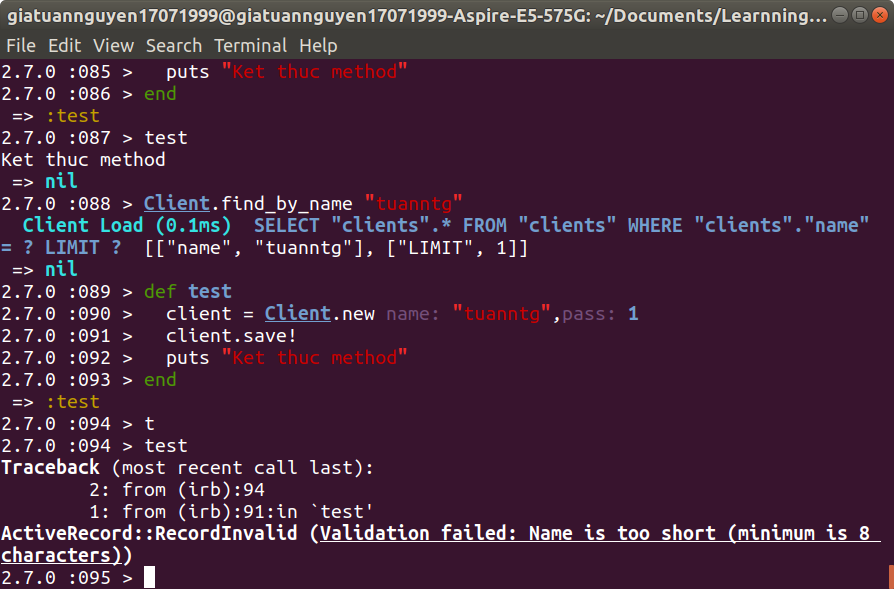 giatuannguyen17071999@giatuannguyen17071999-Aspire-E5-575G: ~/Documents/Learnning...
File Edit View Search Terminal Help
2.7.0 :085 >   puts "Ket thuc method"
2.7.0 :086 > end
 => :test
2.7.0 :087 > test
Ket thuc method
 => nil
2.7.0 :088 > Client.find_by_name "tuanntg"
  Client Load (0.1ms)  SELECT "clients".* FROM "clients" WHERE "clients"."name"
= ? LIMIT ?  [["name", "tuanntg"], ["LIMIT", 1]]
 => nil
2.7.0 :089 > def test
2.7.0 :090 >   client = Client.new name: "tuanntg",pass: 1
2.7.0 :091 >   client.save!
2.7.0 :092 >   puts "Ket thuc method"
2.7.0 :093 > end
 => :test
2.7.0 :094 > t
2.7.0 :094 > test
Traceback (most recent call last):
        2: from (irb):94
        1: from (irb):91:in `test'
ActiveRecord::RecordInvalid (Validation failed: Name is too short (minimum is 8
characters))
2.7.0 :095 >